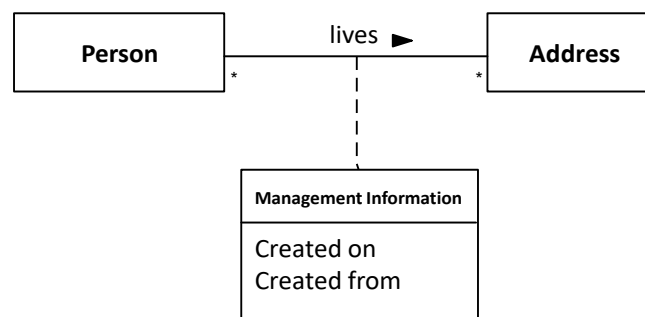 lives
Person
Address
*
*
Management Information
Created on
Created from